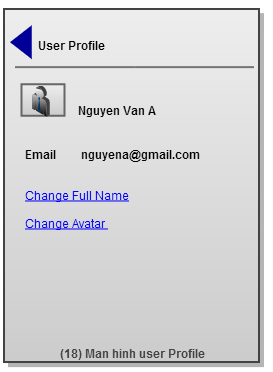 User Profile
Nguyen Van A
Email nguyena@gmail.com
Change Full Name
Change Avatar
(18) Man hinh user Profile